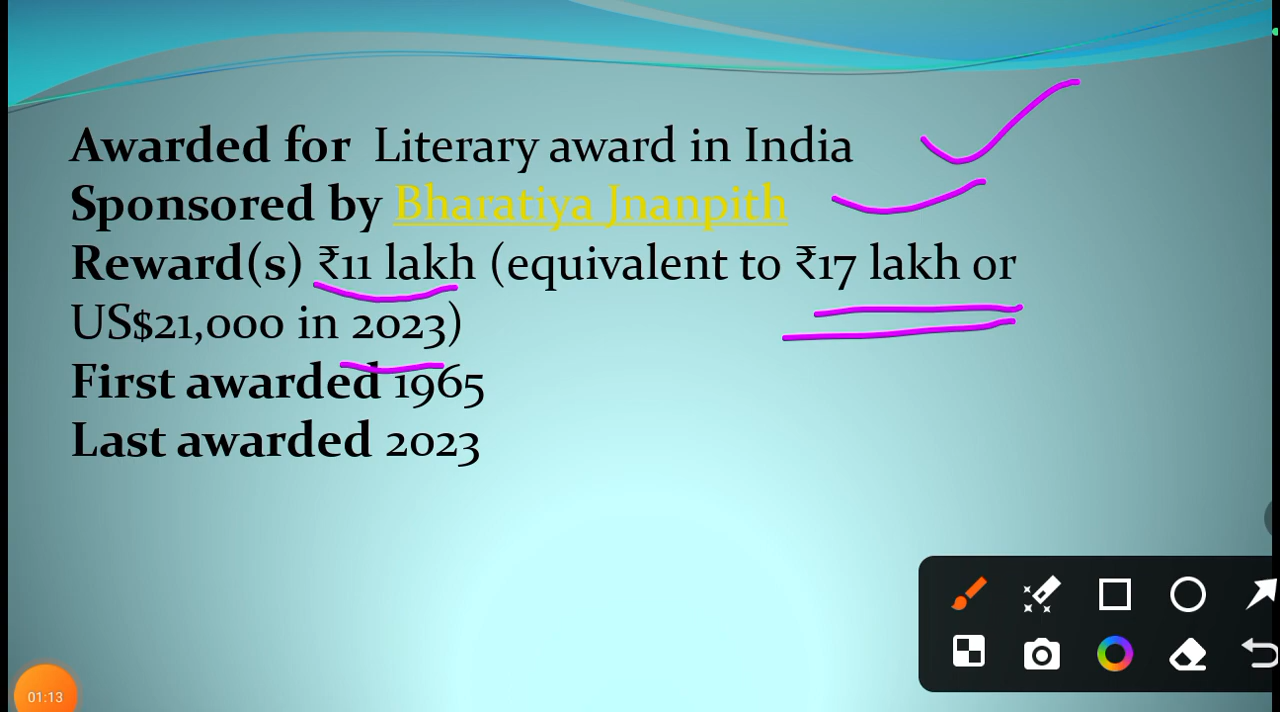 Awarded for Literary award in India
Sponsored by Bharatiya Jnanpith
Reward(s) ₹11 lakh (equivalent to ₹17 lakh or
US$21,000 in 2023)
First awarded 1965
Last awarded 2023
01:13